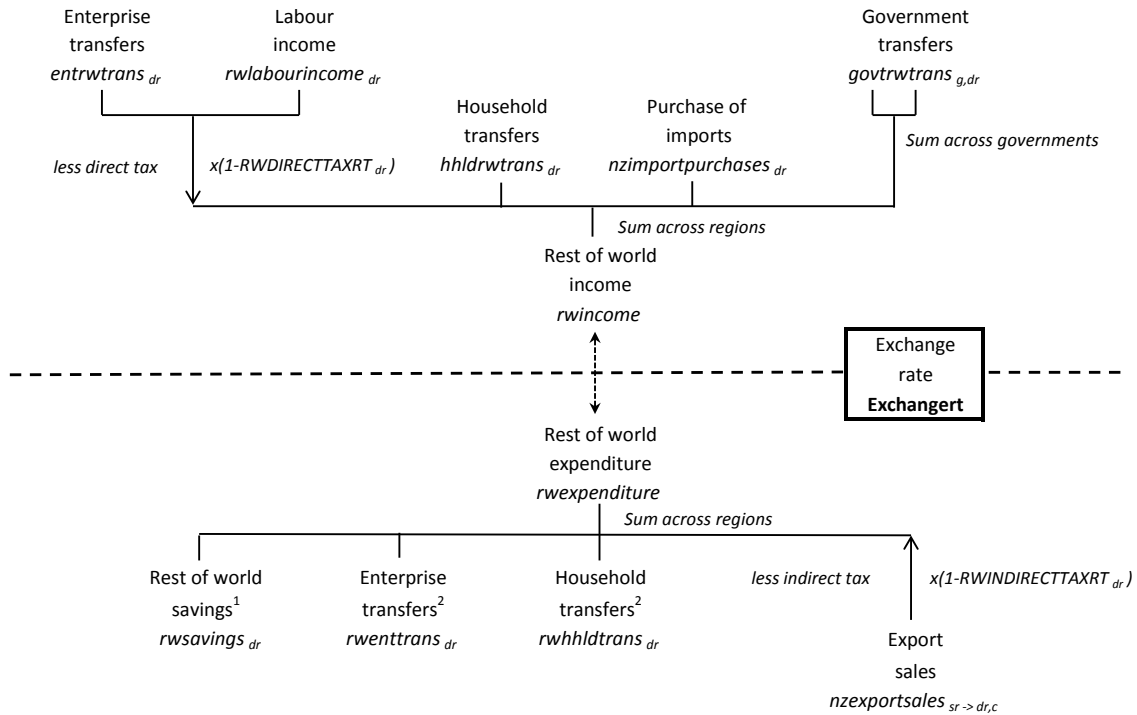 Enterprise
transfers
entrwtrans dr
Labour
income
rwlabourincome dr
Government
transfers
govtrwtrans g,dr
Household
transfers
hhldrwtrans dr
Purchase of
imports
nzimportpurchases dr
Sum across governments
less direct tax
x(1-RWDIRECTTAXRT dr)
Sum across regions
Rest of world
income
rwincome
Exchange
rate
Exchangert
Rest of world
expenditure
rwexpenditure
Sum across regions
Rest of world
savings1
rwsavings dr
Enterprise
transfers2
rwenttrans dr
Household
transfers2
rwhhldtrans dr
less indirect tax
x(1-RWINDIRECTTAXRT dr)
Export
sales
nzexportsales sr -> dr,c